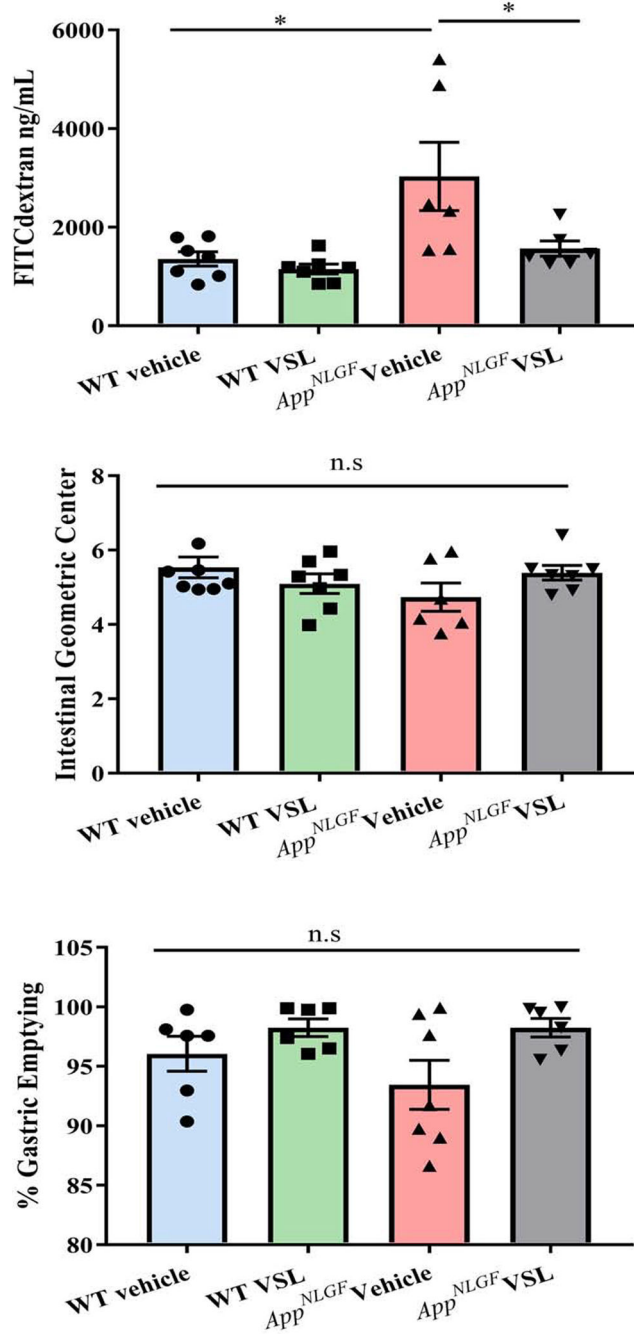 * *
6000
4000
2000
0
FITCdextran ng/mL
WT vehicle
WT VSL
App^NLGF Vehicle
App^NLGF VSL
n.s
8
6
4
2
0
Intestinal Geometric Center
WT vehicle
WT VSL
App^NLGF Vehicle
App^NLGF VSL
n.s
105
100
95
90
85
80
% Gastric Emptying
WT vehicle
WT VSL
App^NLGF Vehicle
App^NLGF VSL